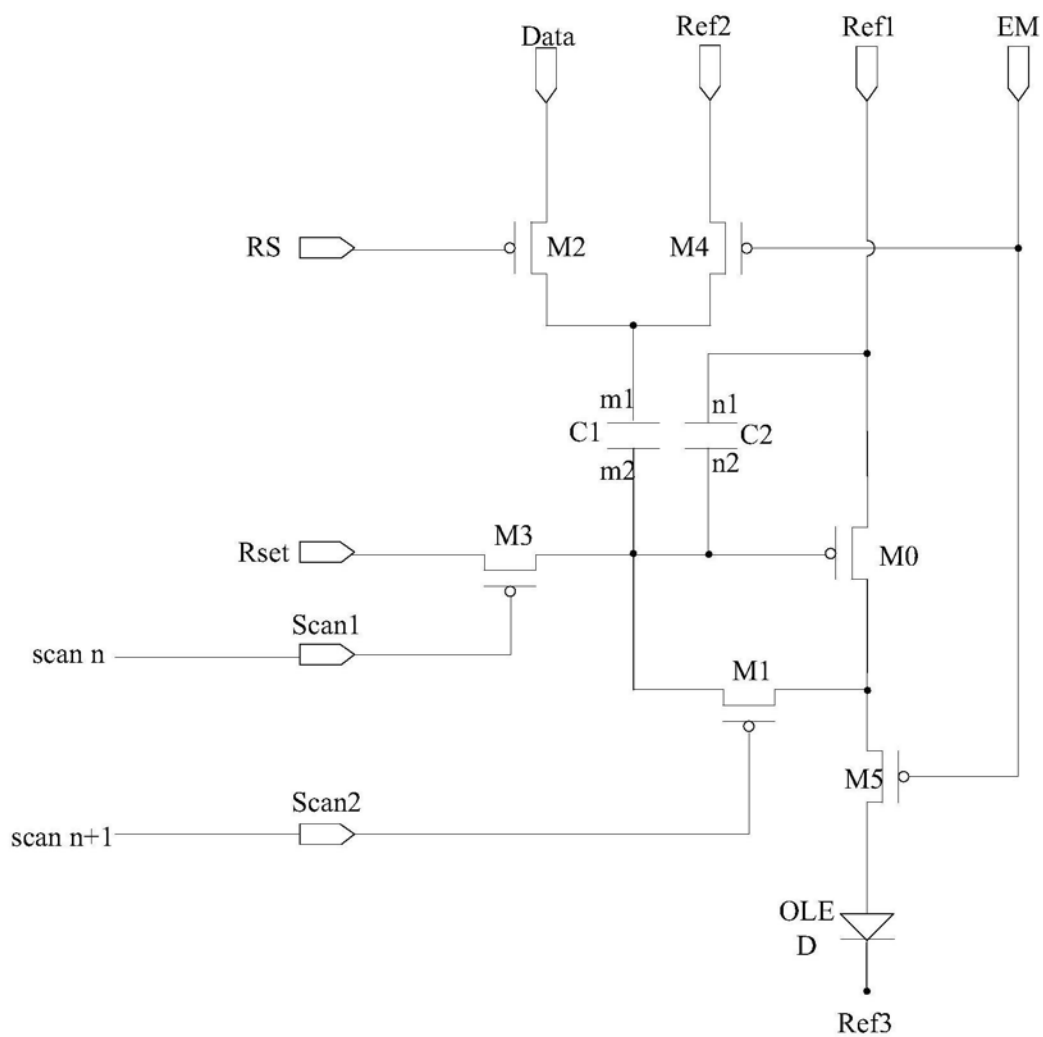 Data
Ref2
Ref1
EM
RS
M2
M4
m1
n1
C1
C2
m2
n2
Rset
M3
M0
Scan1
scan n
M1
M5
Scan2
scan n+1
OLE
D
Ref3